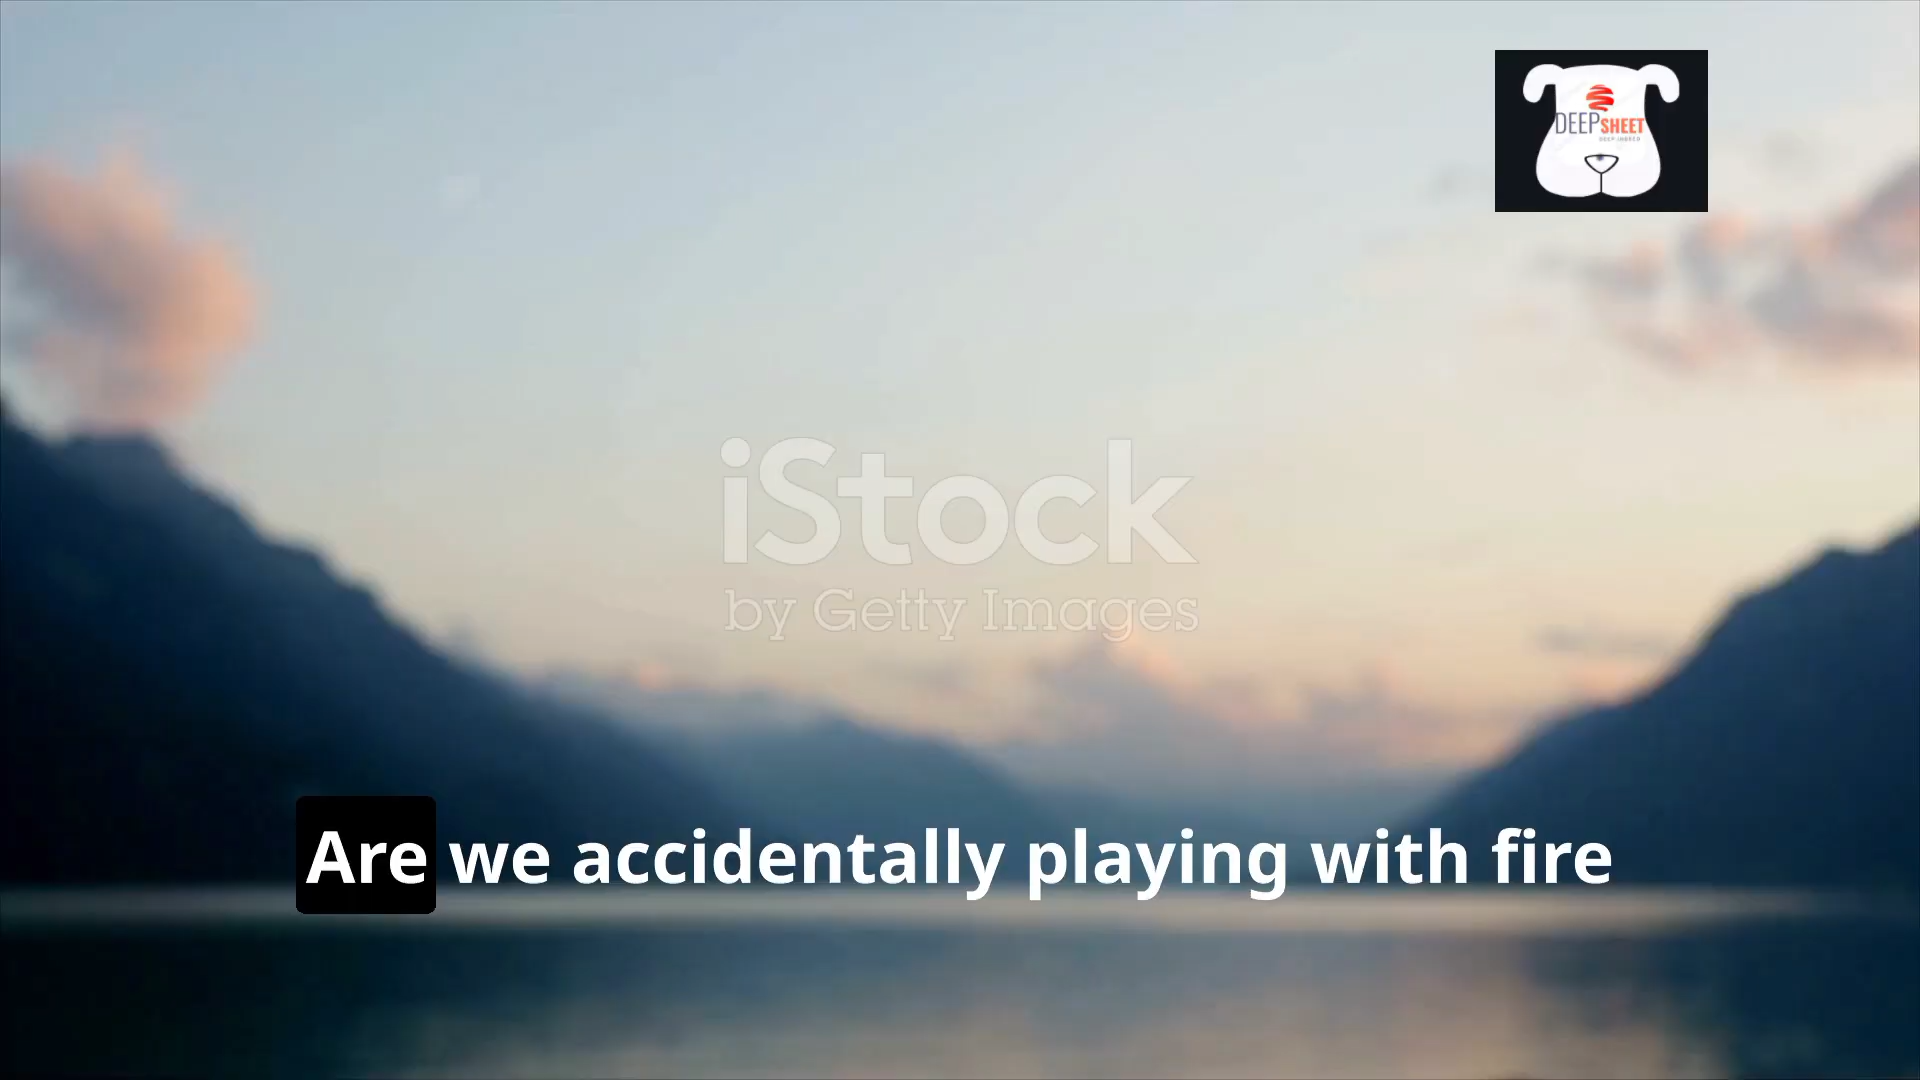 DEEPSHEET
iStock
by Getty Images
Are we accidentally playing with fire